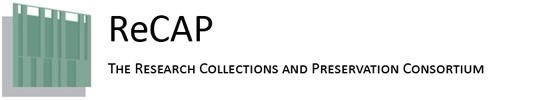 ReCAP
The Research Collections and Preservation Consortium